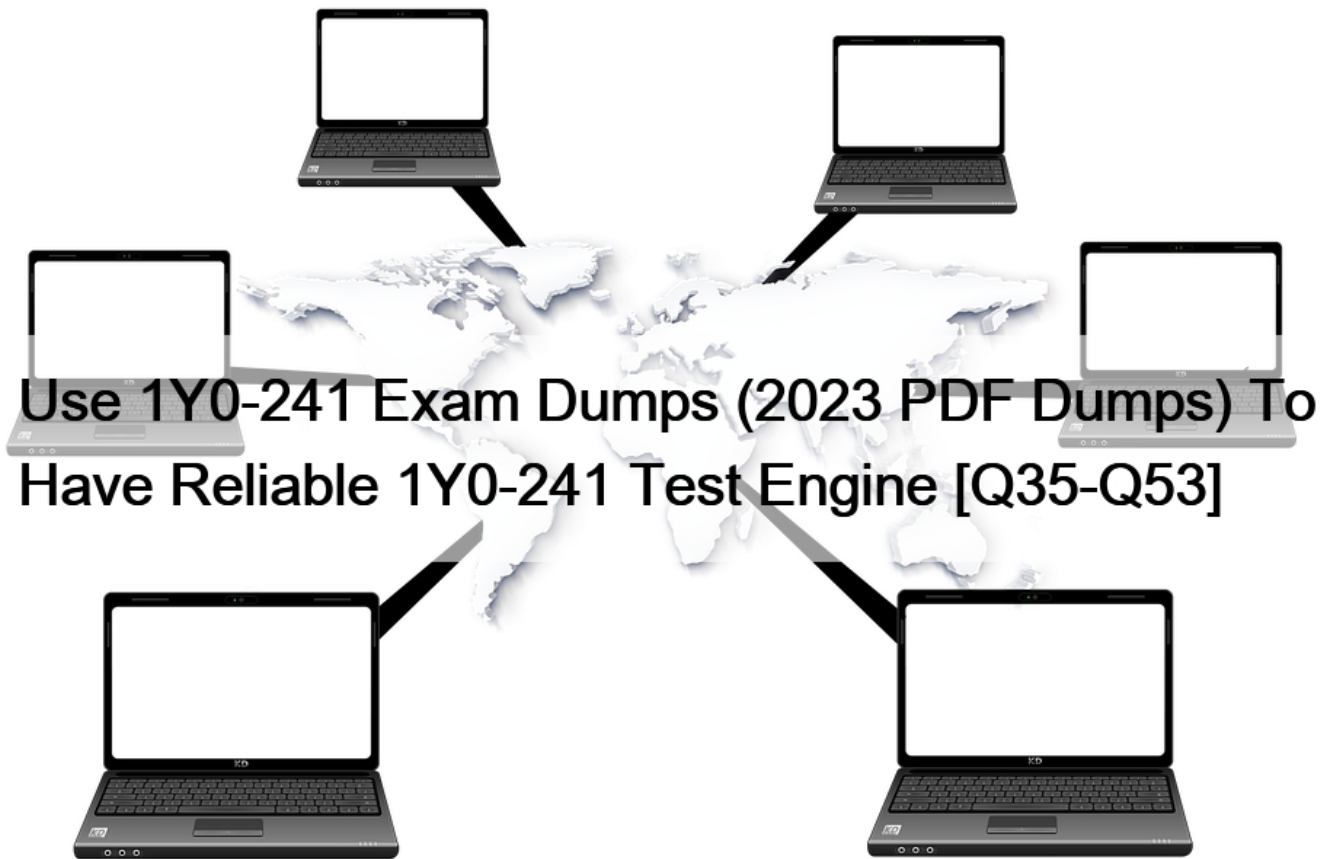 Use 1Y0-241 Exam Dumps (2023 PDF Dumps) To
Have Reliable 1Y0-241 Test Engine [Q35-Q53]